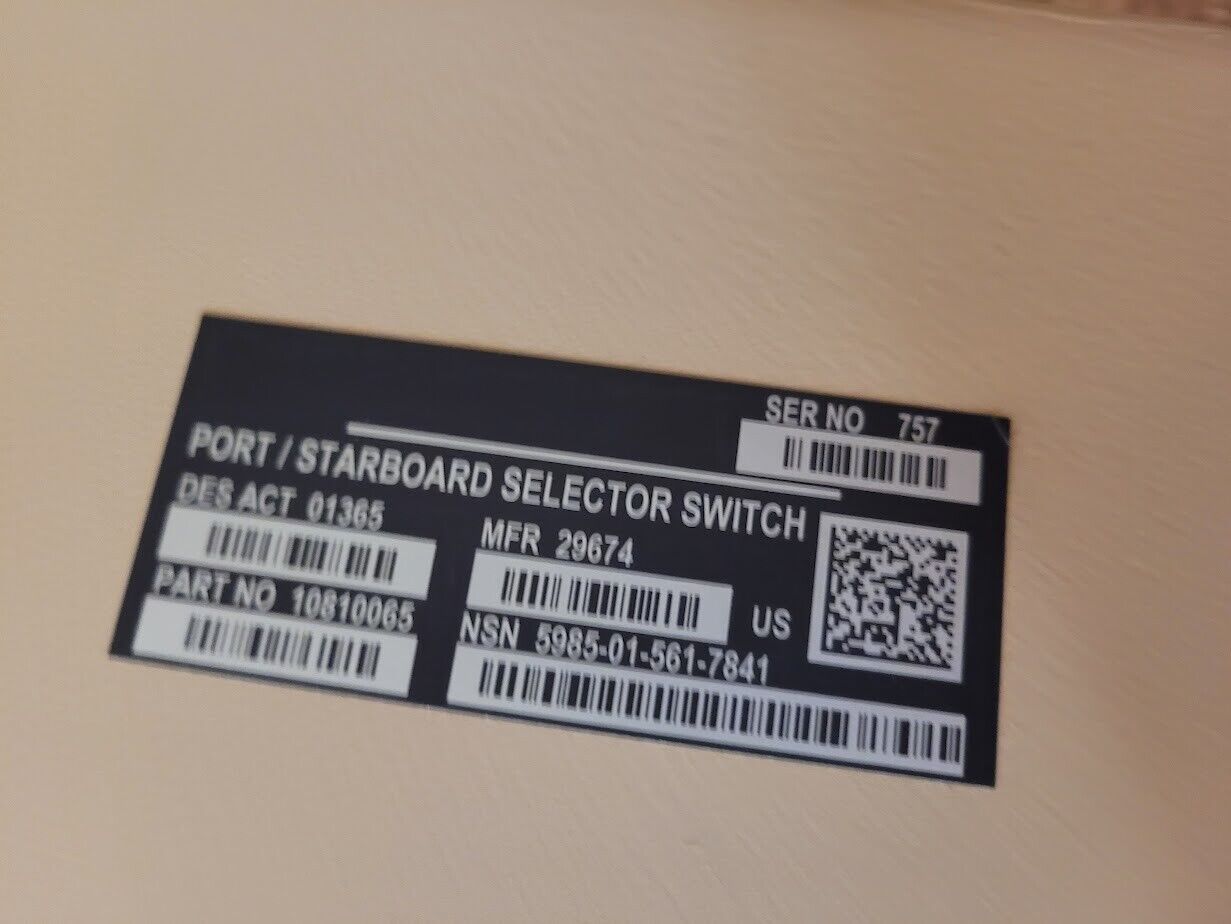 SER NO 757
PORT / STARBOARD SELECTOR SWITCH
DES ACT 01365
MFR 29674
PART NO 10810065
US
NSN 5985-01-561-7841